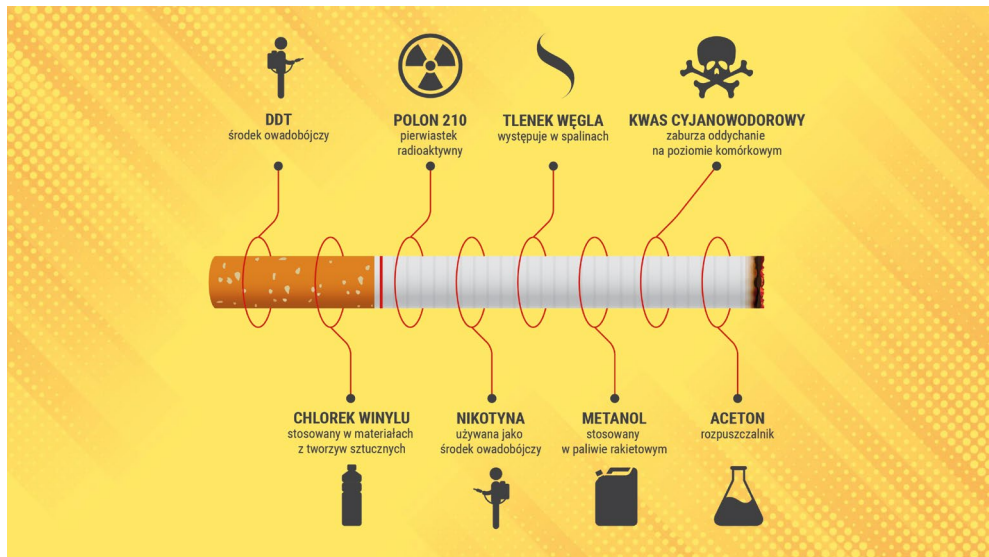 DDT
środek owadobójczy
POLON 210
pierwiastek
radioaktywny
TLENEK WĘGLA
występuje w spalinach
KWAS CYJANOWODOROWY
zaburza oddychanie
na poziomie komórkowym
CHLOREK WINYLU
stosowany w materiałach
z tworzyw sztucznych
NIKOTYNA
używana jako
środek owadobójczy
METANOL
stosowany
w paliwie rakietowym
ACETON
rozpuszczalnik